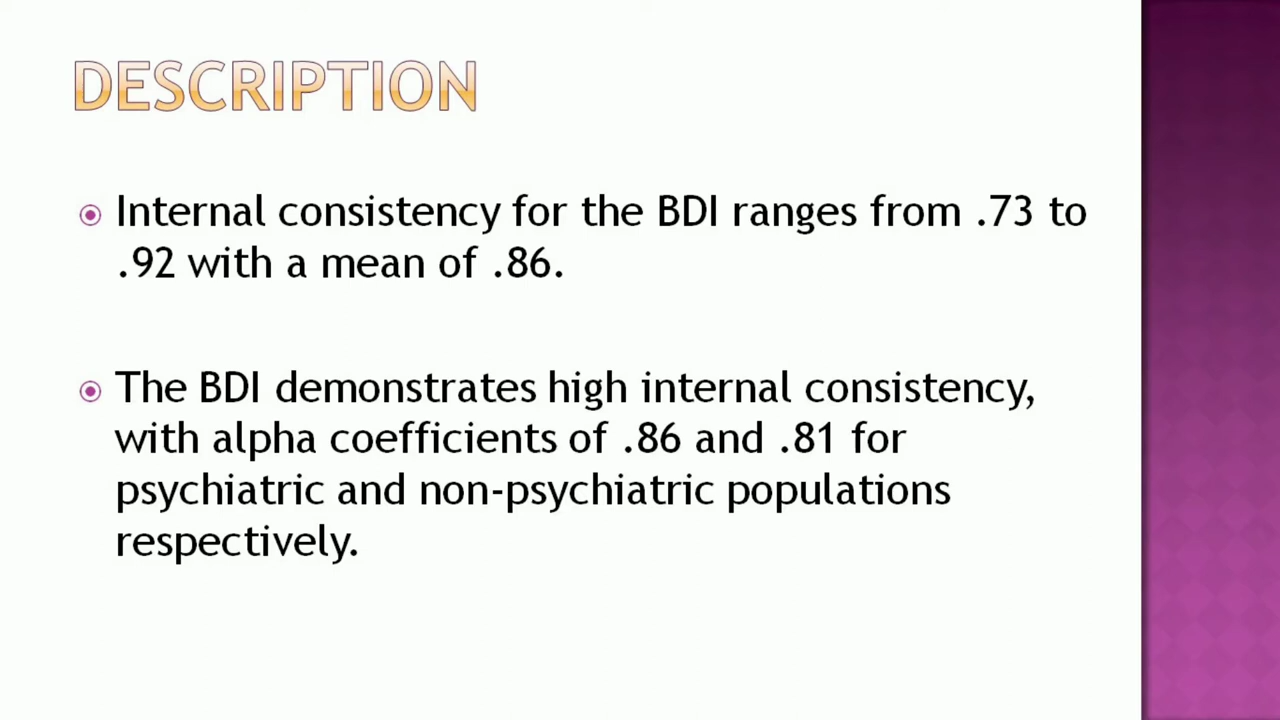 DESCRIPTION
Internal consistency for the BDI ranges from .73 to
.92 with a mean of .86.
The BDI demonstrates high internal consistency,
with alpha coefficients of .86 and .81 for
psychiatric and non-psychiatric populations
respectively.